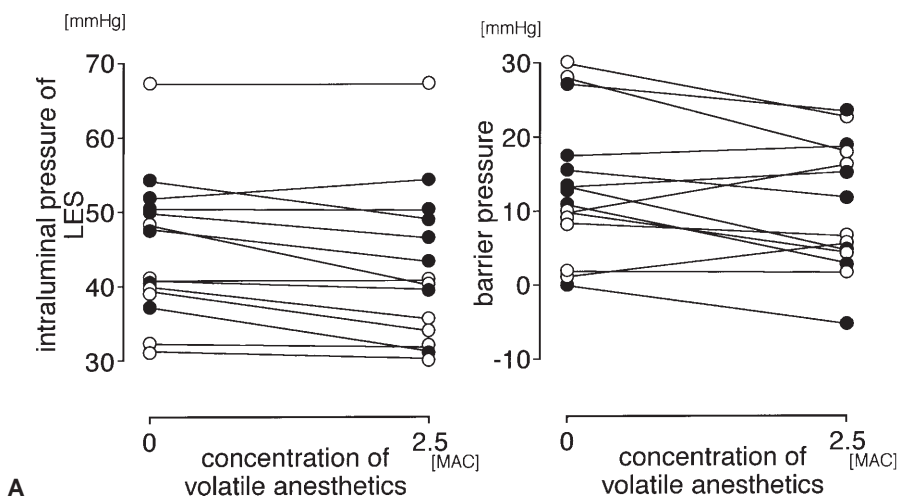 [mmHg]
70
60
50
40
30
intraluminal pressure of
LES
0
2.5
[MAC]
concentration of
volatile anesthetics
[mmHg]
30
20
10
0
-10
barrier pressure
0
2.5
[MAC]
concentration of
volatile anesthetics
A